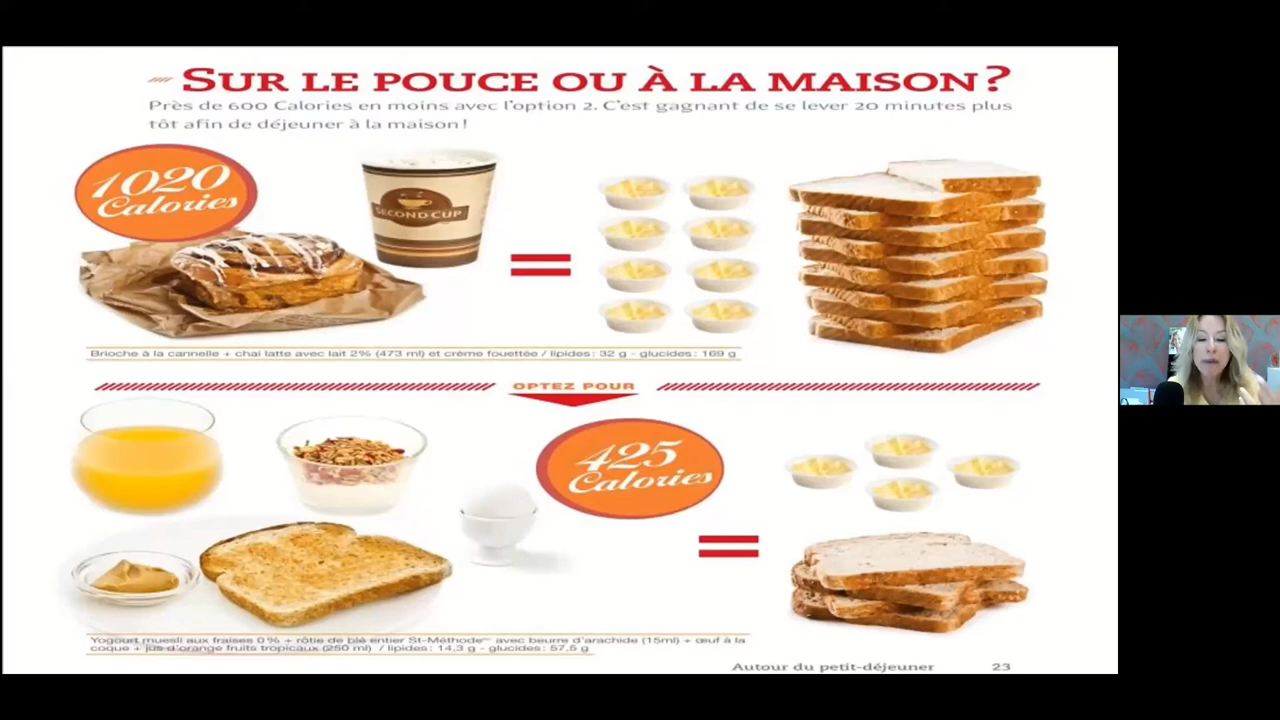 SUR LE POUCE OU À LA MAISON?
Près de 600 Calories en moins avec l'option 2. C'est gagnant de se lever 20 minutes plus
tôt afin de déjeuner à la maison!
1020
Calories
SECOND CUP
Brioche à la cannelle + chai latte avec lait 2% (473 ml) et crème fouettée / lipides: 32 g - glucides: 169 g
OPTEZ POUR
425
Calories
Yogourt muesli aux fraises 0% + rôtie de blé entier St-Méthode avec beurre d'arachide (15ml) + œuf à la
coque + jus d'orange fruits tropicaux (250 ml) / lipides: 14,3 g - glucides: 57,5 g
Autour du petit-déjeuner 23